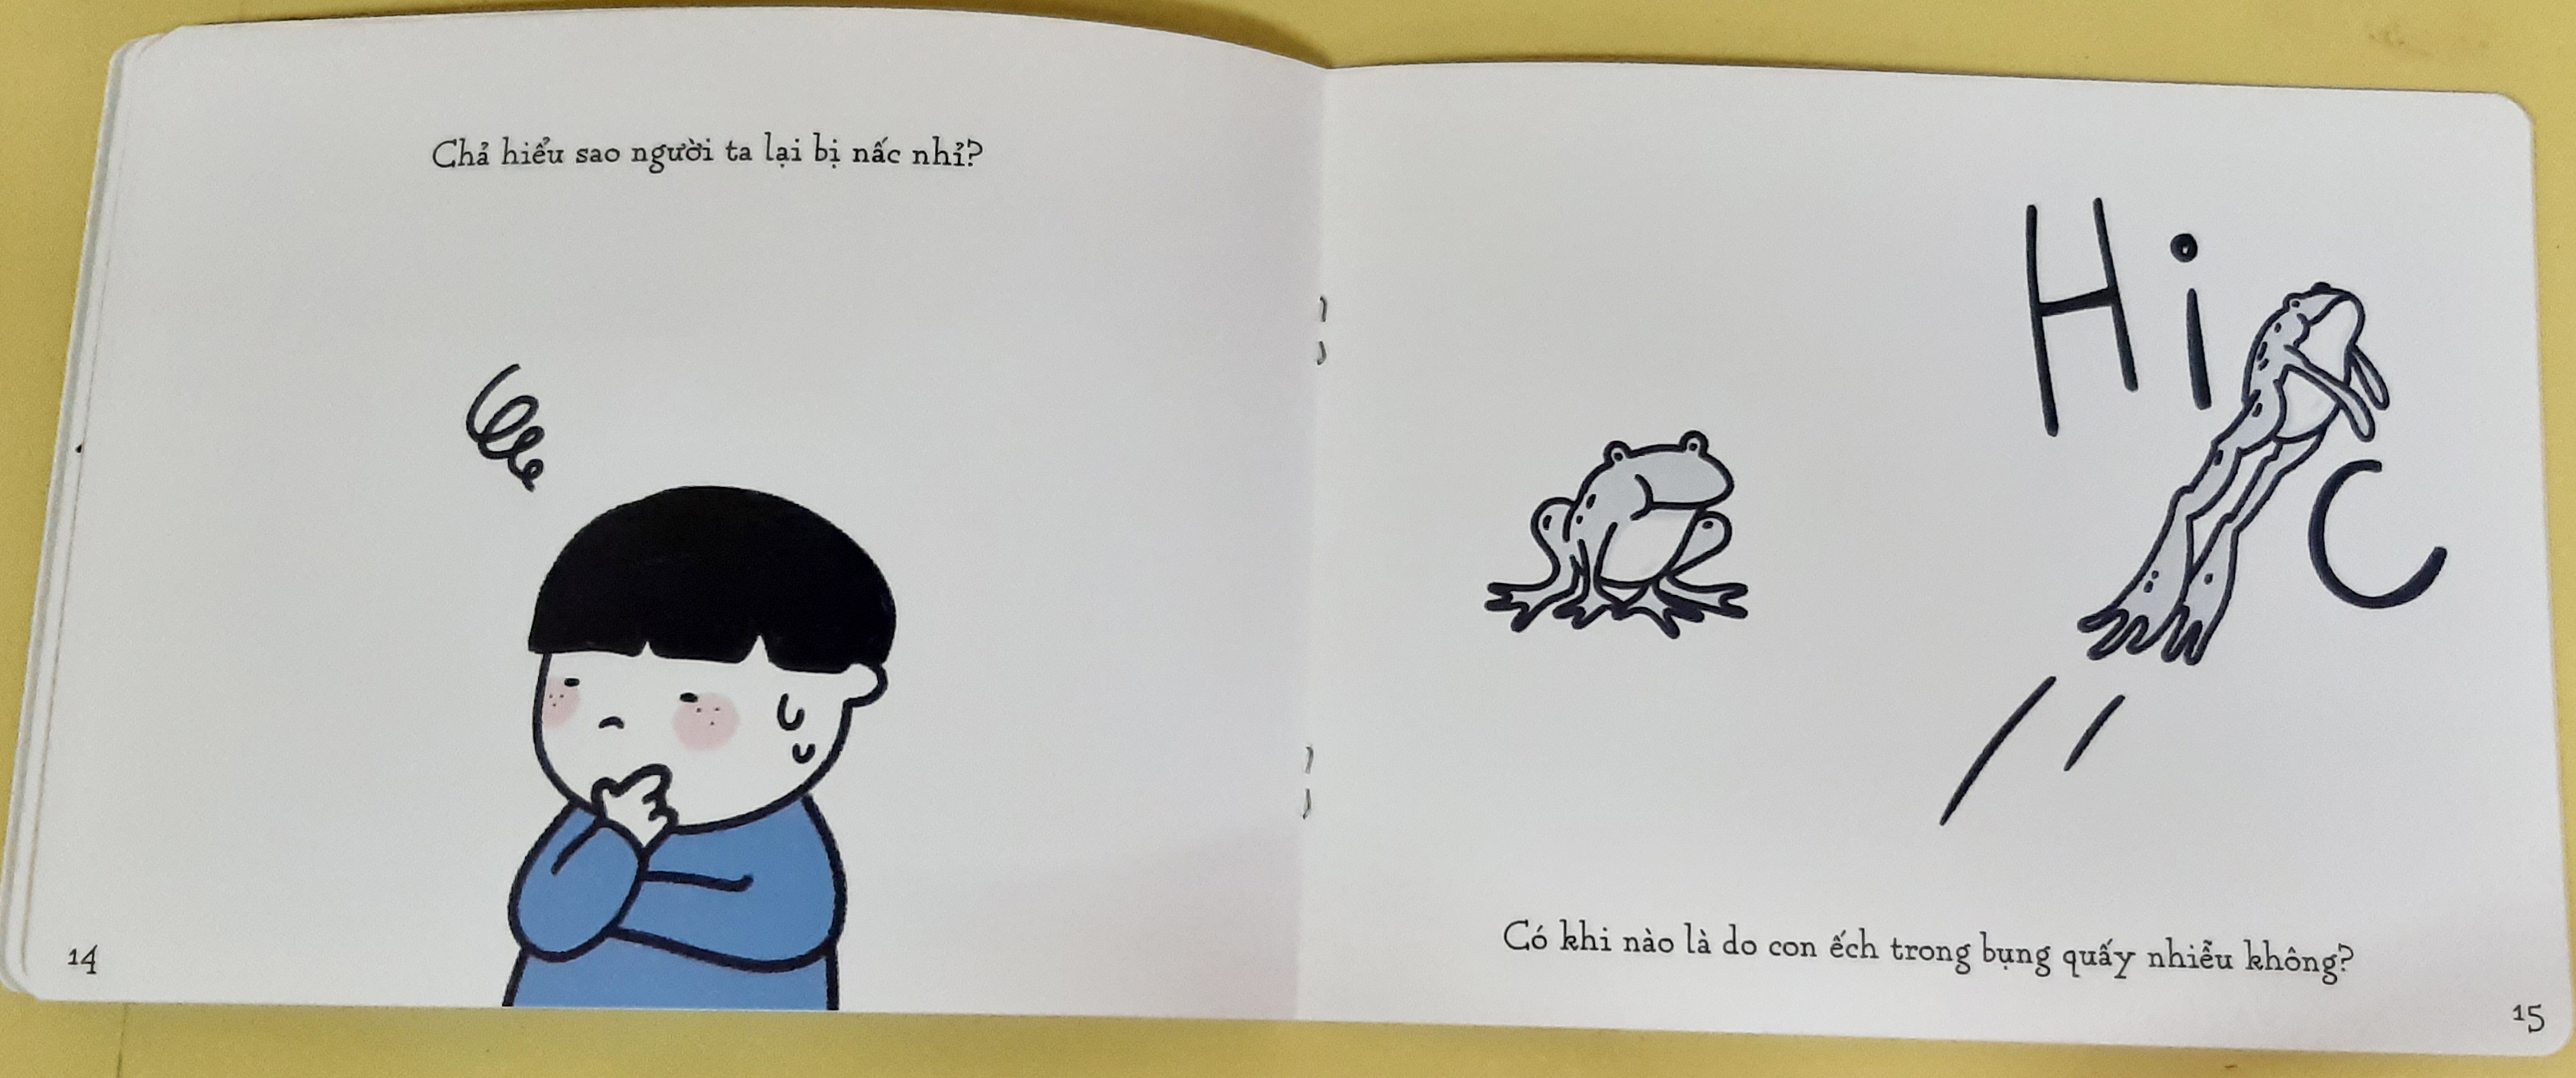 Chả hiểu sao người ta lại bị nấc nhỉ?
14
Hic
Có khi nào là do con ếch trong bụng quấy nhiễu không?
15